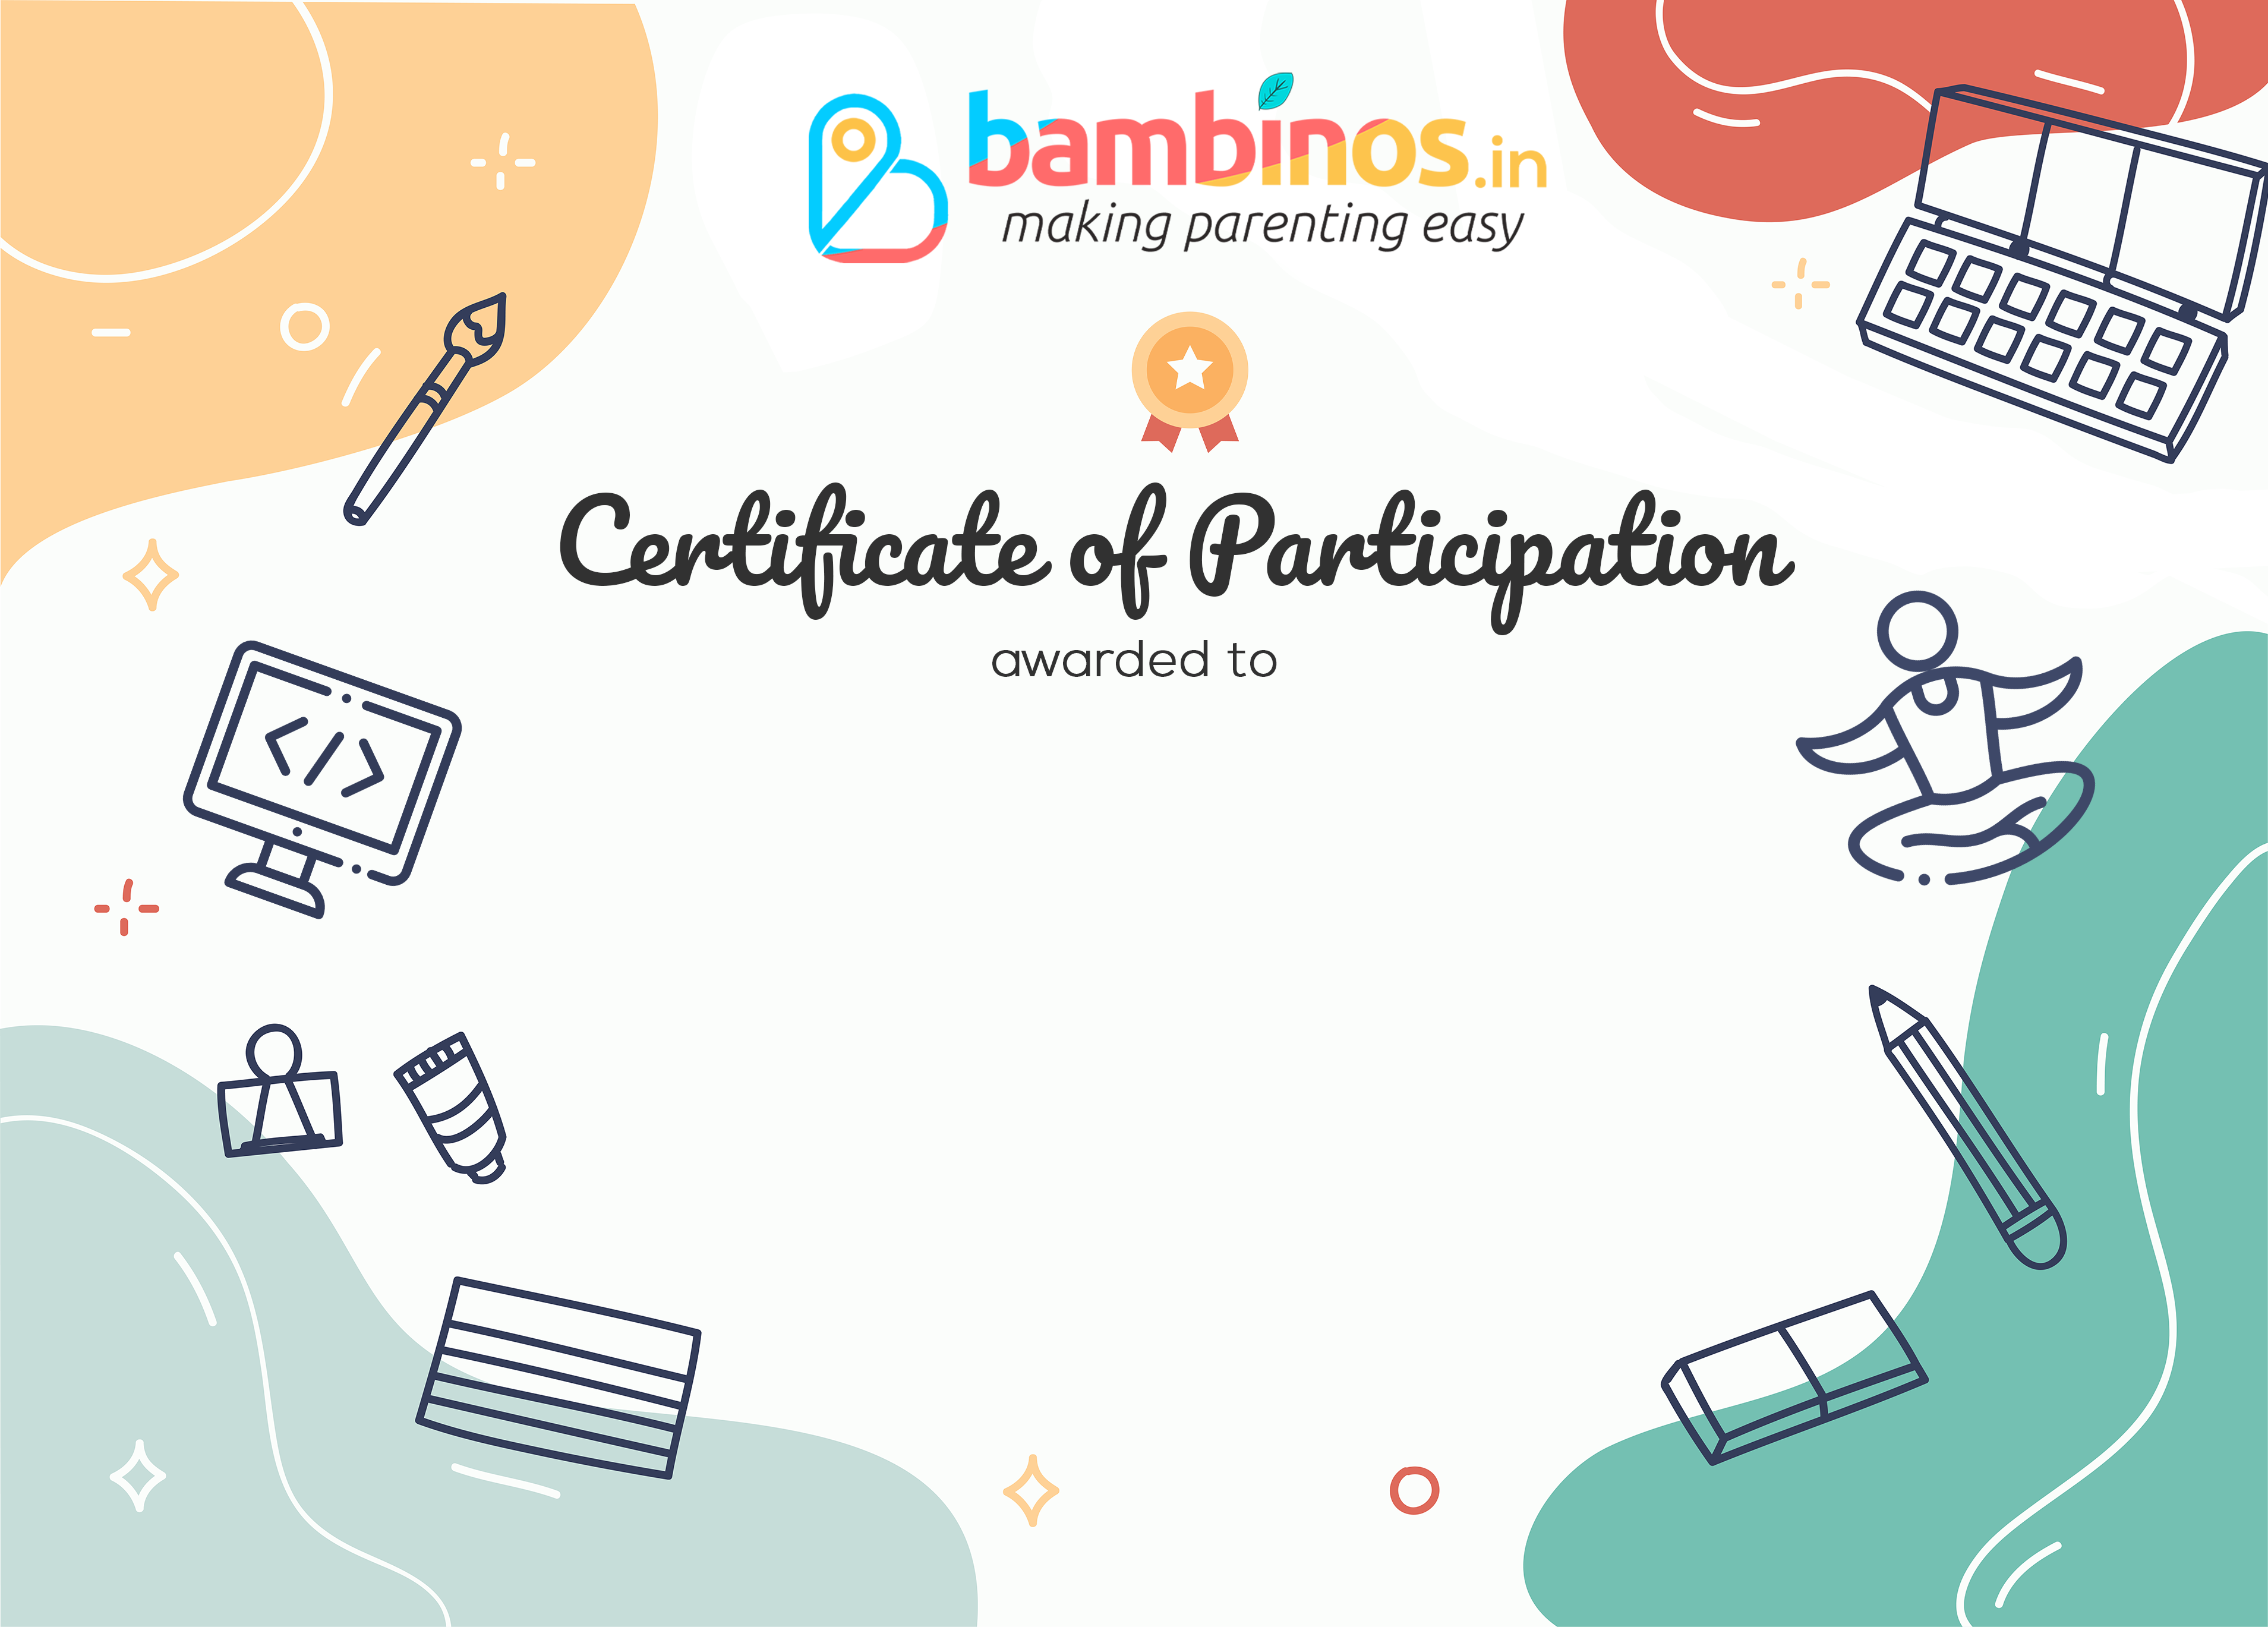 bambinos.in
making parenting easy
Certificate of Participation
awarded to
</>